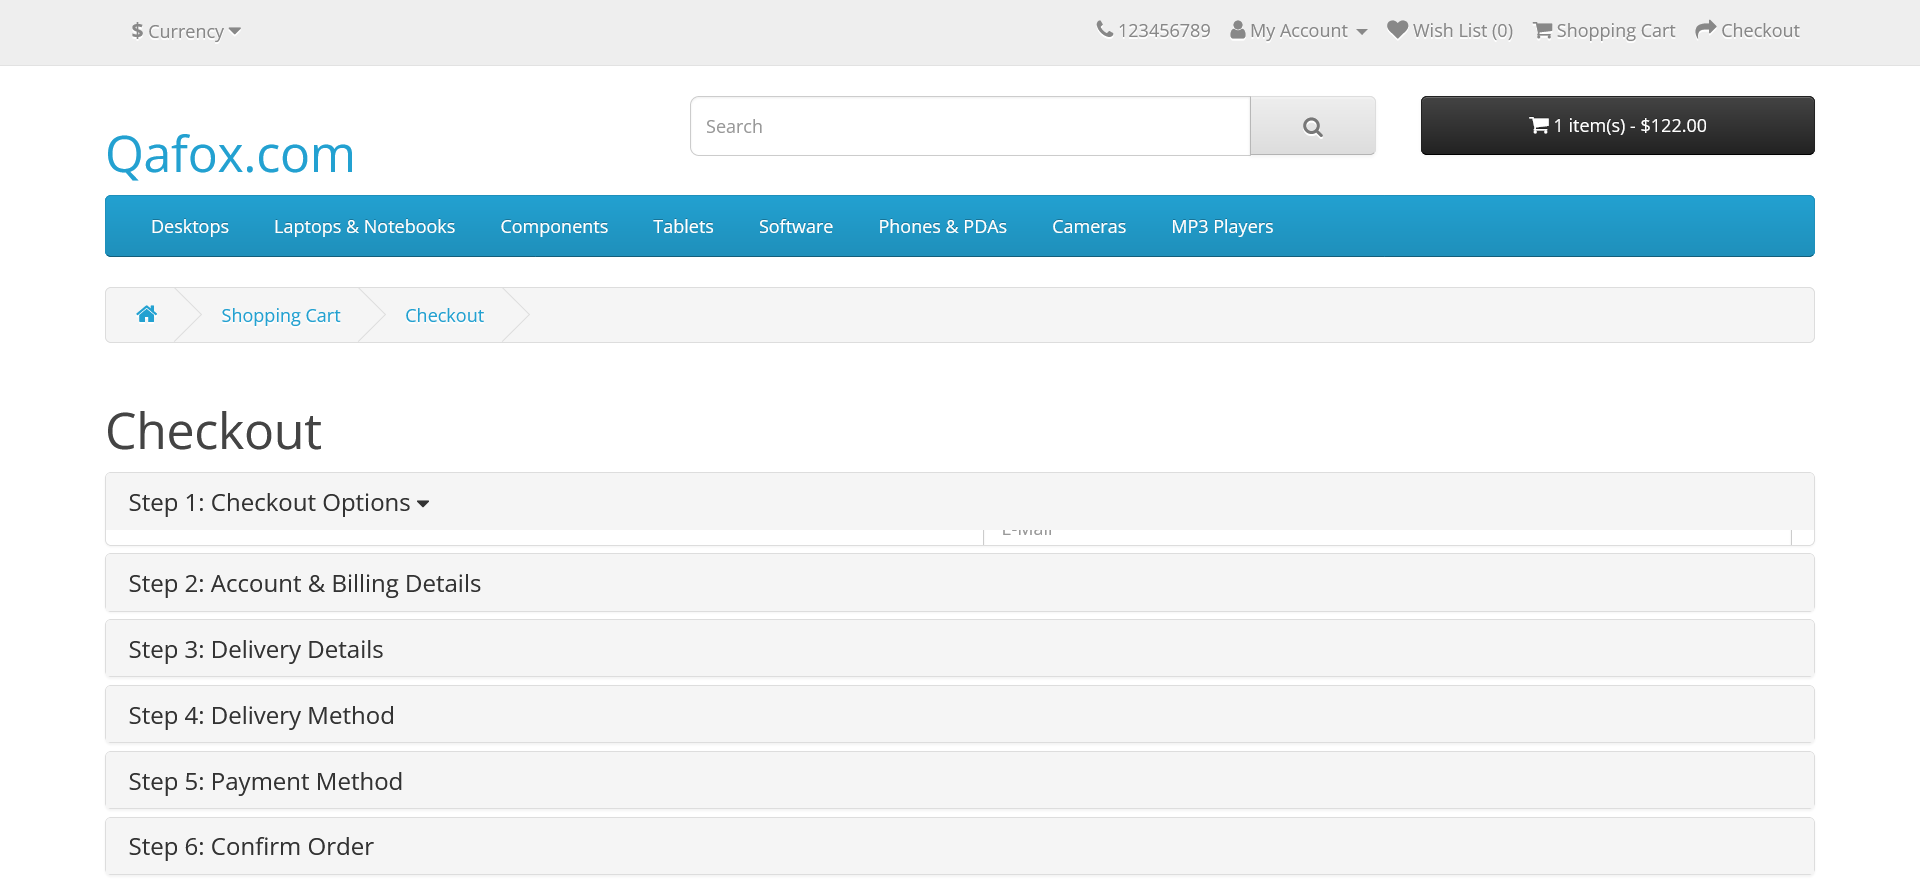 $ Currency
123456789
My Account
Wish List (0)
Shopping Cart
Checkout
Qafox.com
Search
1 item(s) - $122.00
Desktops
Laptops & Notebooks
Components
Tablets
Software
Phones & PDAs
Cameras
MP3 Players
Shopping Cart
Checkout
Checkout
Step 1: Checkout Options
E-Mail
Step 2: Account & Billing Details
Step 3: Delivery Details
Step 4: Delivery Method
Step 5: Payment Method
Step 6: Confirm Order